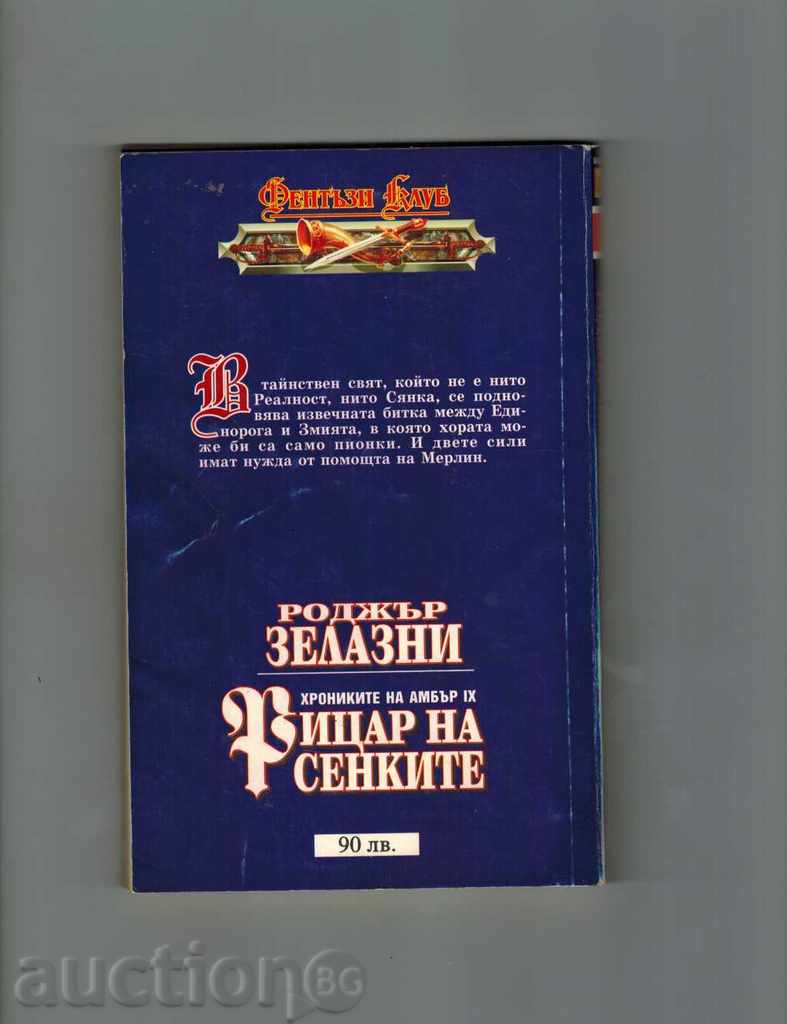 Фентъзи Клуб
В тайнствен свят, който не е нито
Реалност, нито Сянка, се подно-
вява извечната битка между Еди-
норога и Змията, в която хората мо-
же би са само пионки. И двете сили
имат нужда от помощта на Мерлин.
РОДЖЪР
ЗЕЛАЗНИ
ХРОНИКИТЕ НА АМБЪР IX
РИЦАР НА
СЕНКИТЕ
90 лв.
auctionBG